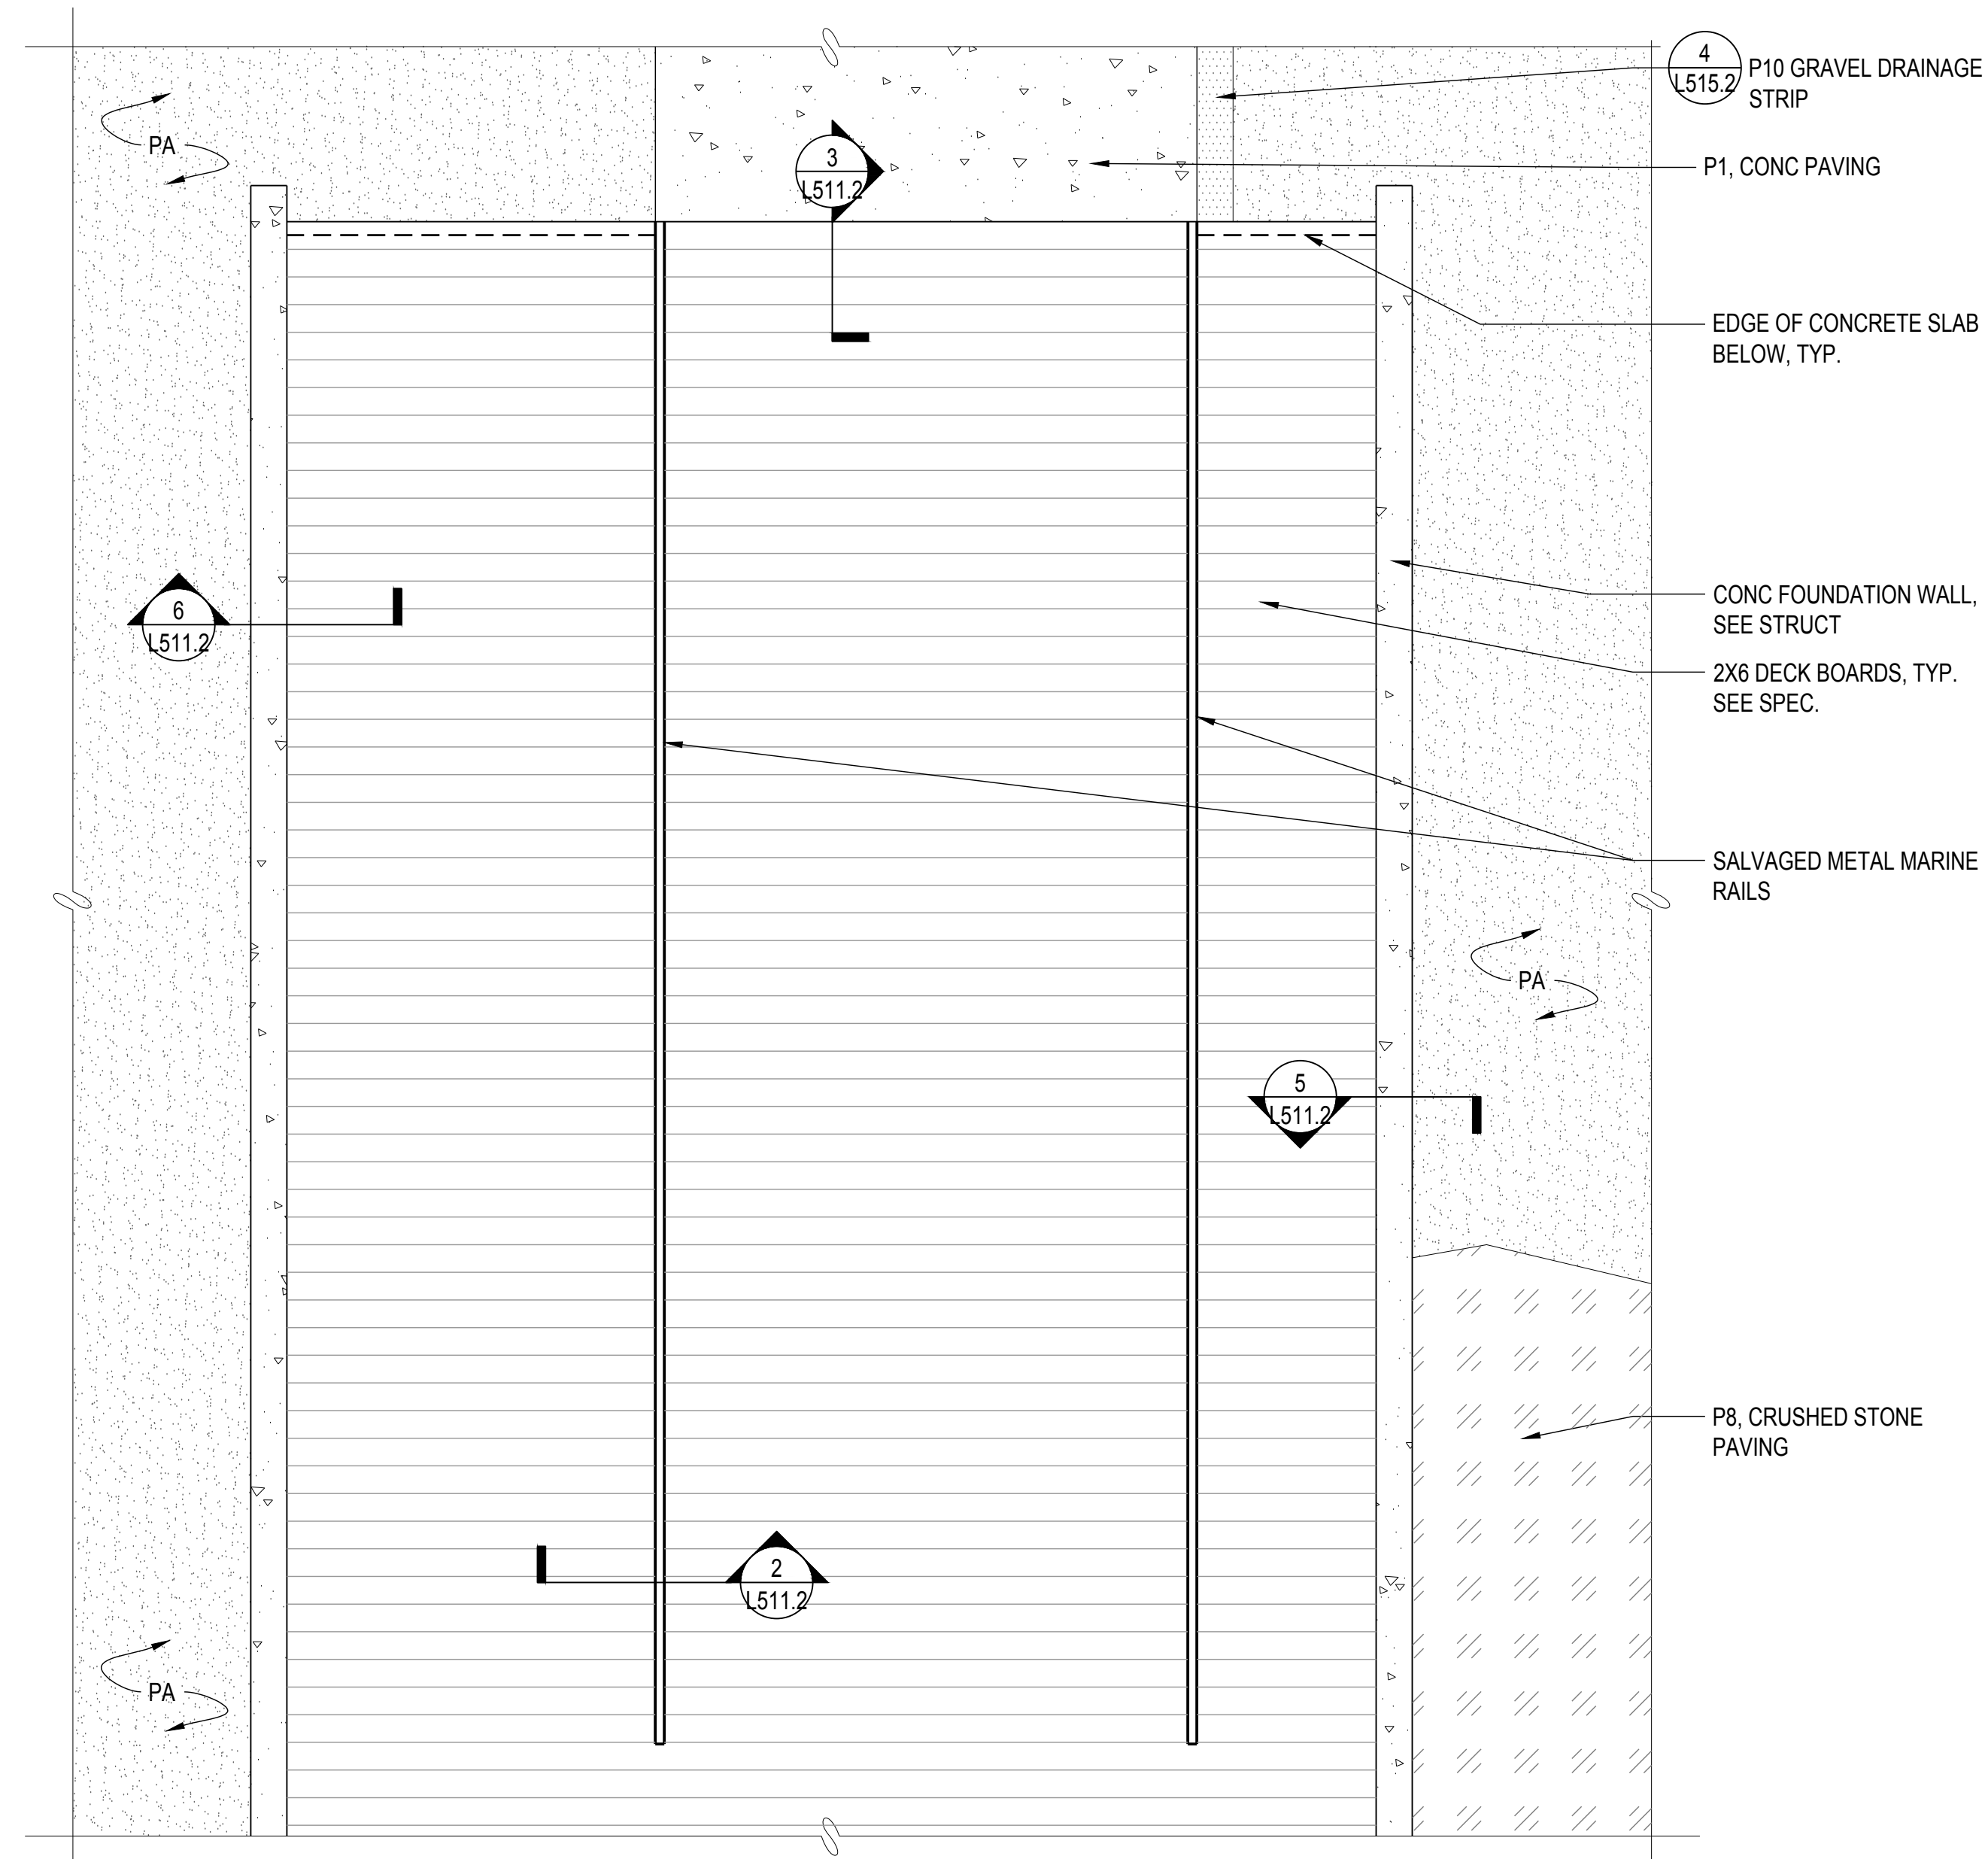 4
L515.2
P10 GRAVEL DRAINAGE
STRIP
PA
3
L511.2
P1, CONC PAVING
EDGE OF CONCRETE SLAB
BELOW, TYP.
6
L511.2
CONC FOUNDATION WALL,
SEE STRUCT
2X6 DECK BOARDS, TYP.
SEE SPEC.
SALVAGED METAL MARINE
RAILS
PA
5
L511.2
P8, CRUSHED STONE
PAVING
2
L511.2
PA